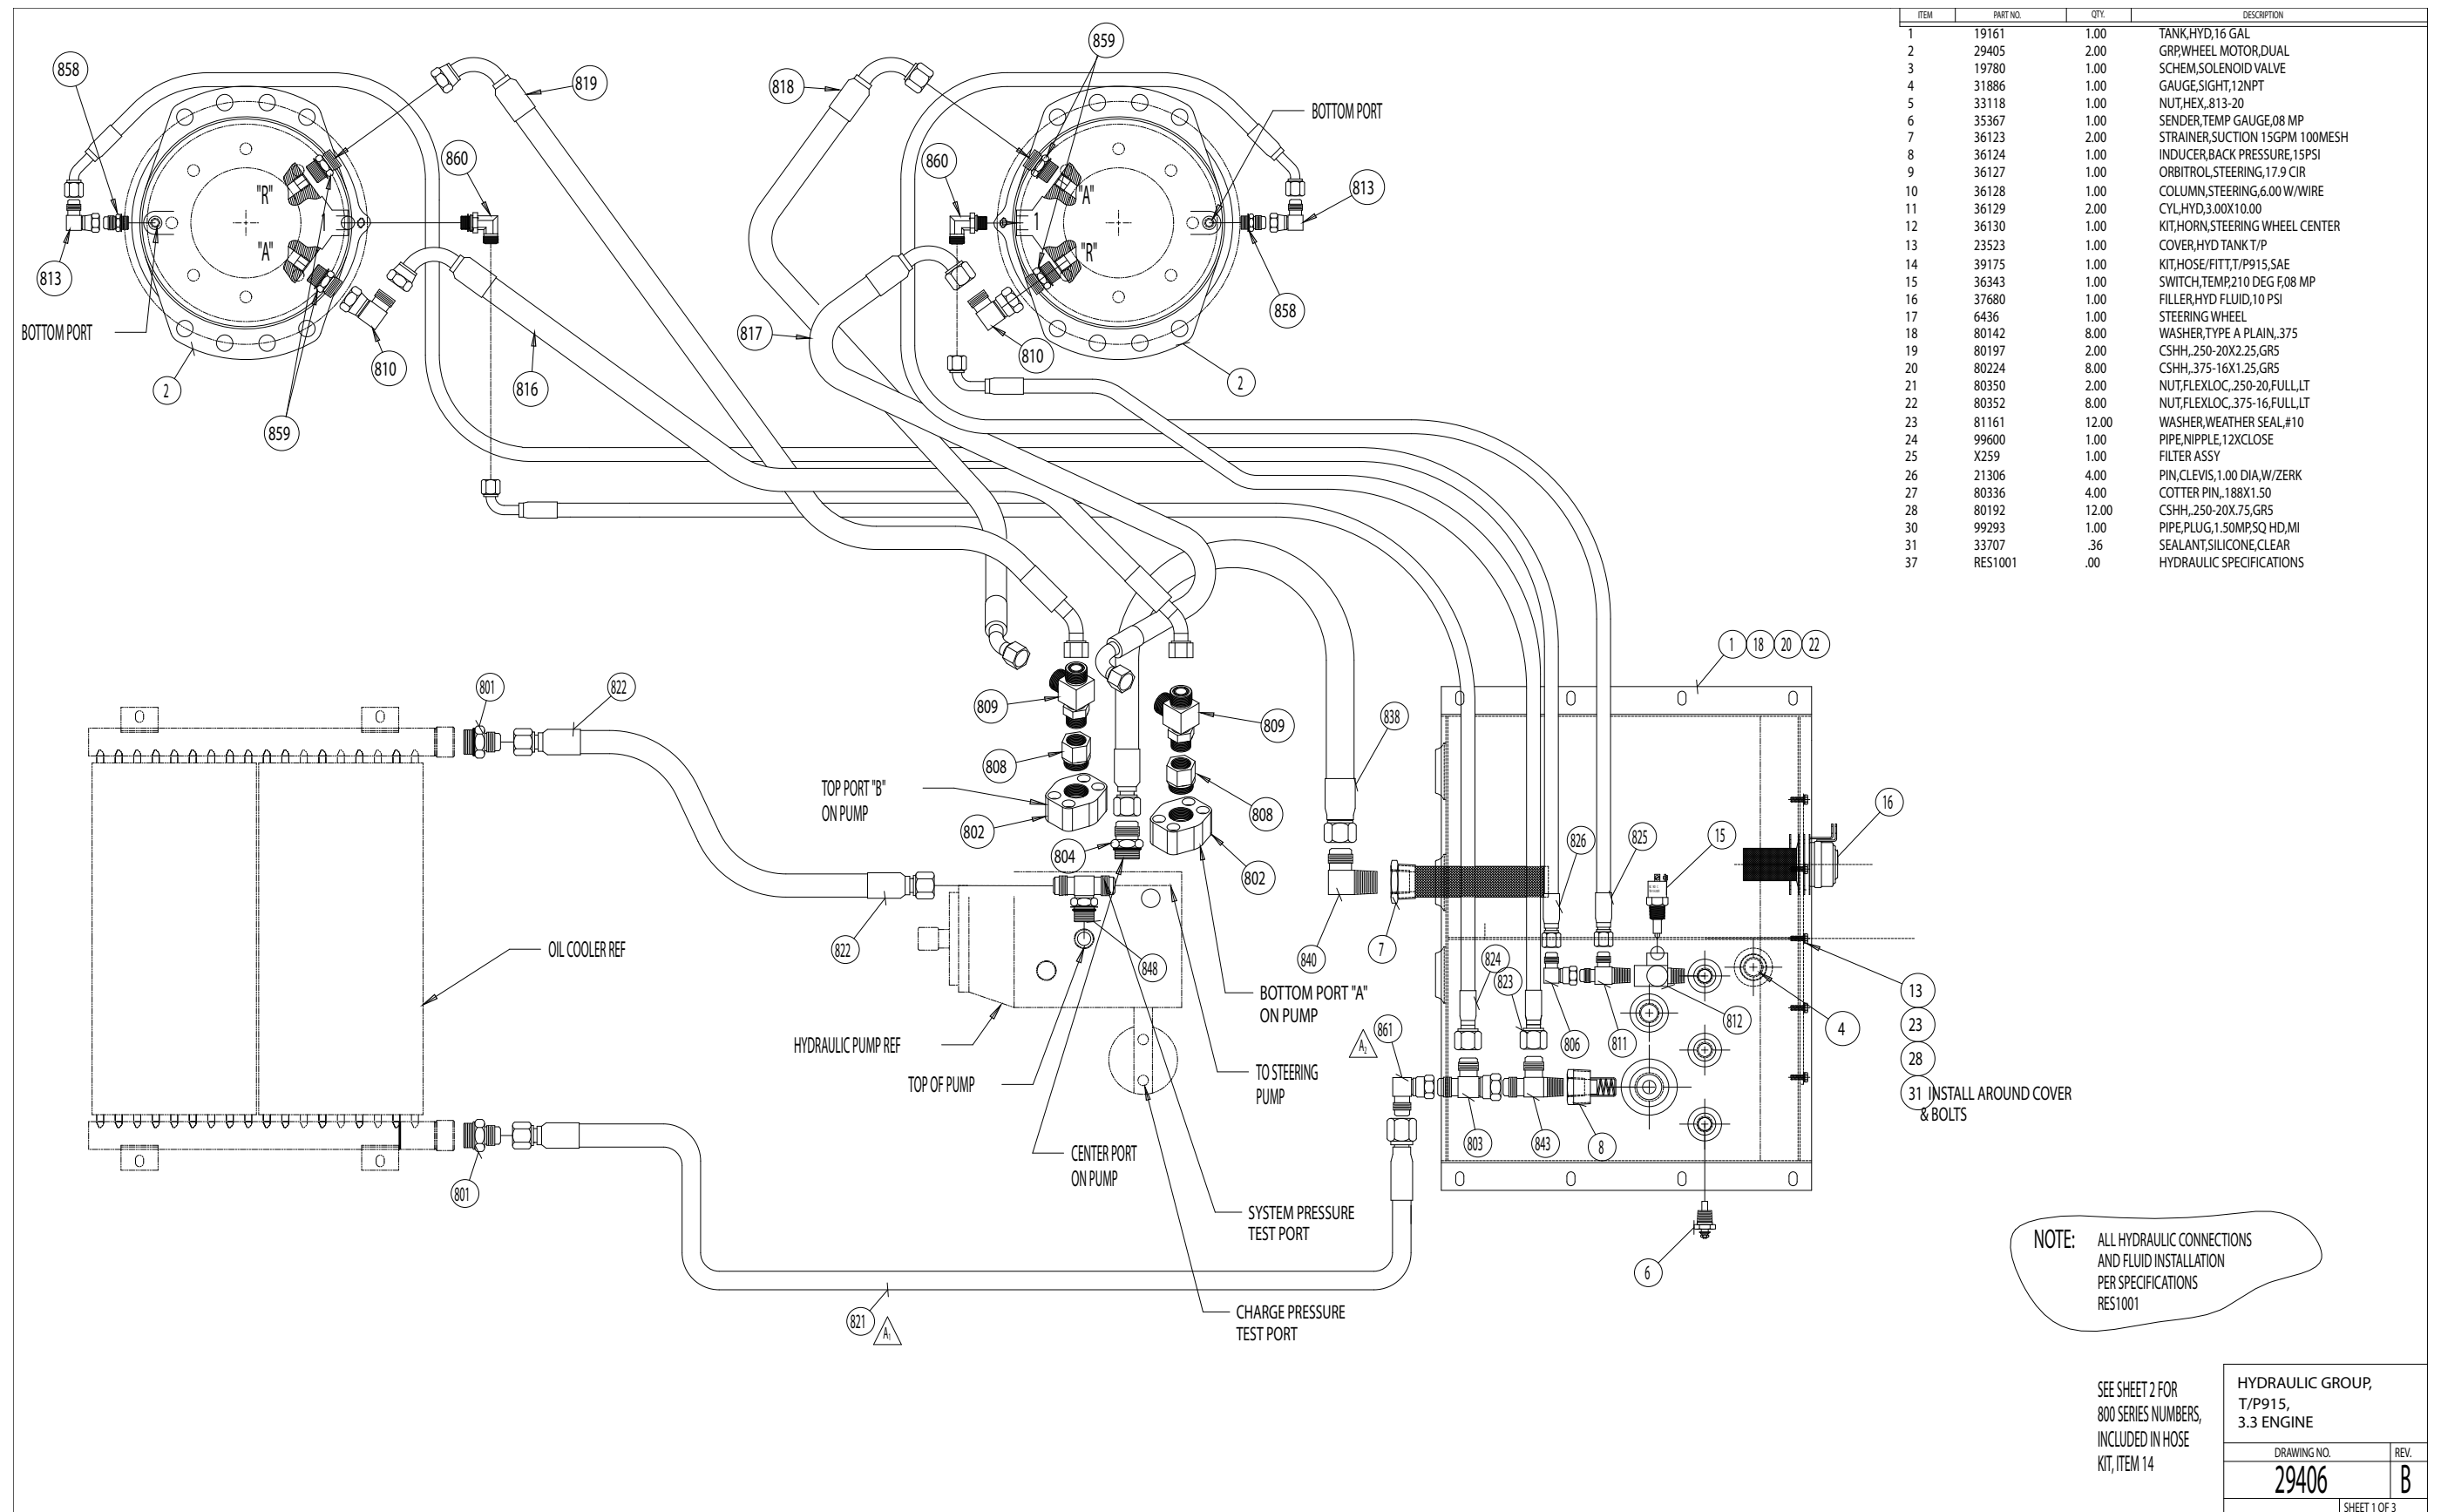 ITEM PART NO. QTY. DESCRIPTION
1 19161 1.00 TANK,HYD,16 GAL
2 29405 2.00 GRP,WHEEL MOTOR,DUAL
3 19780 1.00 SCHEM,SOLENOID VALVE
4 31886 1.00 GAUGE,SIGHT,12NPT
5 33118 1.00 NUT,HEX,.813-20
6 35367 1.00 SENDER,TEMP GAUGE,08 MP
7 36123 2.00 STRAINER,SUCTION 15GPM 100MESH
8 36124 1.00 INDUCER,BACK PRESSURE,15PSI
9 36127 1.00 ORBITROL,STEERING,17.9 CIR
10 36128 1.00 COLUMN,STEERING,6.00 W/WIRE
11 36129 2.00 CYL,HYD,3.00X10.00
12 36130 1.00 KIT,HORN,STEERING WHEEL CENTER
13 23523 1.00 COVER,HYD TANK T/P
14 39175 1.00 KIT,HOSE/FITT,T/P915,SAE
15 36343 1.00 SWITCH,TEMP,210 DEG F,08 MP
16 37680 1.00 FILLER,HYD FLUID,10 PSI
17 6436 1.00 STEERING WHEEL
18 80142 8.00 WASHER,TYPE A PLAIN,.375
19 80197 2.00 CSHH,.250-20X2.25,GR5
20 80224 8.00 CSHH,.375-16X1.25,GR5
21 80350 2.00 NUT,FLEXLOC,.250-20,FULL,LT
22 80352 8.00 NUT,FLEXLOC,.375-16,FULL,LT
23 81161 12.00 WASHER,WEATHER SEAL,#10
24 99600 1.00 PIPE,NIPPLE,12XCLOSE
25 X259 1.00 FILTER ASSY
26 21306 4.00 PIN,CLEVIS,1.00 DIA,W/ZERK
27 80336 4.00 COTTER PIN,.188X1.50
28 80192 12.00 CSHH,.250-20X.75,GR5
30 99293 1.00 PIPE,PLUG,1.50MP,SQ HD,MI
31 33707 .36 SEALANT,SILICONE,CLEAR
37 RES1001 .00 HYDRAULIC SPECIFICATIONS
858
819
818
859
BOTTOM PORT
860
860
813
"R"
"A"
1
1
"A"
"R"
813
858
BOTTOM PORT
817
810
810
2
816
2
859
1 18 20 22
801
822
809
809
838
808
808
TOP PORT "B"
ON PUMP
802
804
802
826
825
15
16
822
848
840
7
824
823
OIL COOLER REF
BOTTOM PORT "A"
ON PUMP
HYDRAULIC PUMP REF
TOP OF PUMP
TO STEERING
PUMP
A2
861
806
811
812
4
13
23
28
31 INSTALL AROUND COVER
& BOLTS
803
843
8
CENTER PORT
ON PUMP
801
SYSTEM PRESSURE
TEST PORT
6
CHARGE PRESSURE
TEST PORT
821
A1
NOTE: ALL HYDRAULIC CONNECTIONS
AND FLUID INSTALLATION
PER SPECIFICATIONS
RES1001
SEE SHEET 2 FOR
800 SERIES NUMBERS,
INCLUDED IN HOSE
KIT, ITEM 14
HYDRAULIC GROUP,
T/P915,
3.3 ENGINE
DRAWING NO. REV.
29406 B
SHEET 1 OF 3